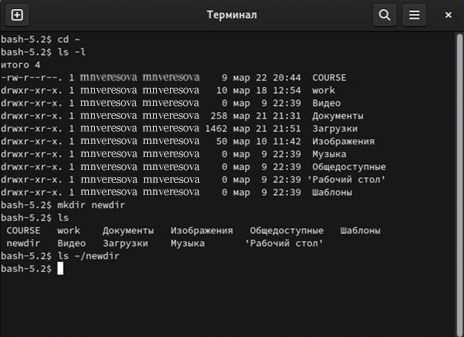 Терминал
bash-5.2$ cd ~
bash-5.2$ ls -l
итого 4
-rw-r--r--. 1 mnveresova mnveresova 9 мар 22 20:44 COURSE
drwxr-xr-x. 1 mnveresova mnveresova 10 мар 18 12:54 work
drwxr-xr-x. 1 mnveresova mnveresova 0 мар 9 22:39 Видео
drwxr-xr-x. 1 mnveresova mnveresova 258 мар 21 21:31 Документы
drwxr-xr-x. 1 mnveresova mnveresova 1462 мар 21 21:51 Загрузки
drwxr-xr-x. 1 mnveresova mnveresova 50 мар 10 11:42 Изображения
drwxr-xr-x. 1 mnveresova mnveresova 0 мар 9 22:39 Музыка
drwxr-xr-x. 1 mnveresova mnveresova 0 мар 9 22:39 Общедоступные
drwxr-xr-x. 1 mnveresova mnveresova 0 мар 9 22:39 'Рабочий стол'
drwxr-xr-x. 1 mnveresova mnveresova 0 мар 9 22:39 Шаблоны
bash-5.2$ mkdir newdir
bash-5.2$ ls
COURSE work Документы Изображения Общедоступные Шаблоны
newdir Видео Загрузки Музыка 'Рабочий стол'
bash-5.2$ ls ~/newdir
bash-5.2$